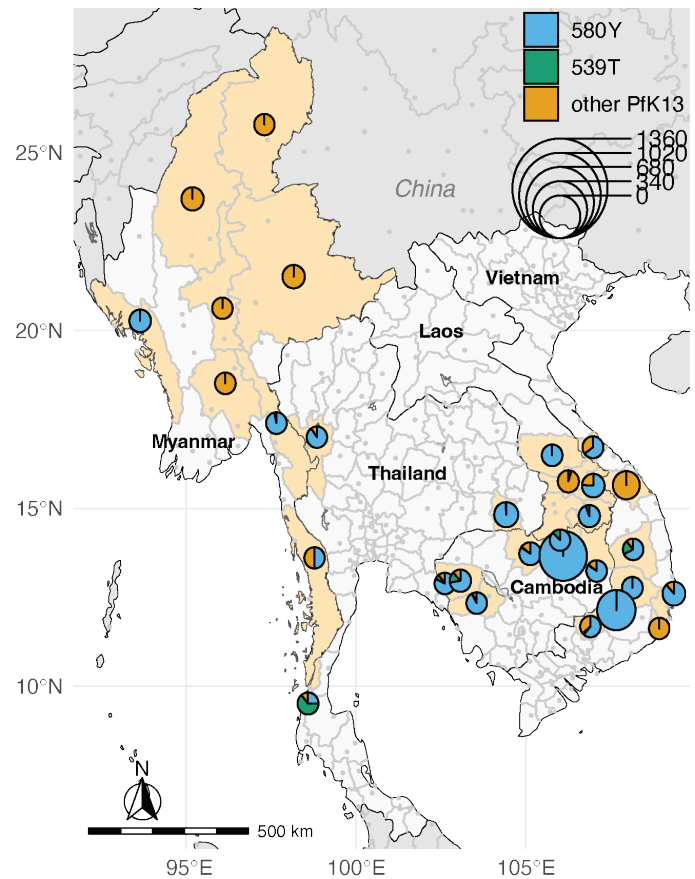 580Y
539T
other PfK13
1360
1020
680
340
0
25°N
China
Vietnam
20°N
Laos
Myanmar
Thailand
15°N
Cambodia
10°N
N
500 km
95°E 100°E 105°E